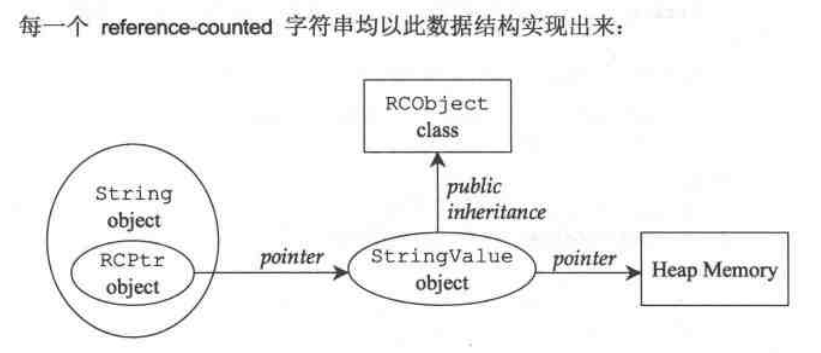 每一个 reference-counted 字符串均以此数据结构实现出来：
RCObject
class
String
object
public
inheritance
RCPtr
object
pointer
StringValue
object
pointer
Heap Memory